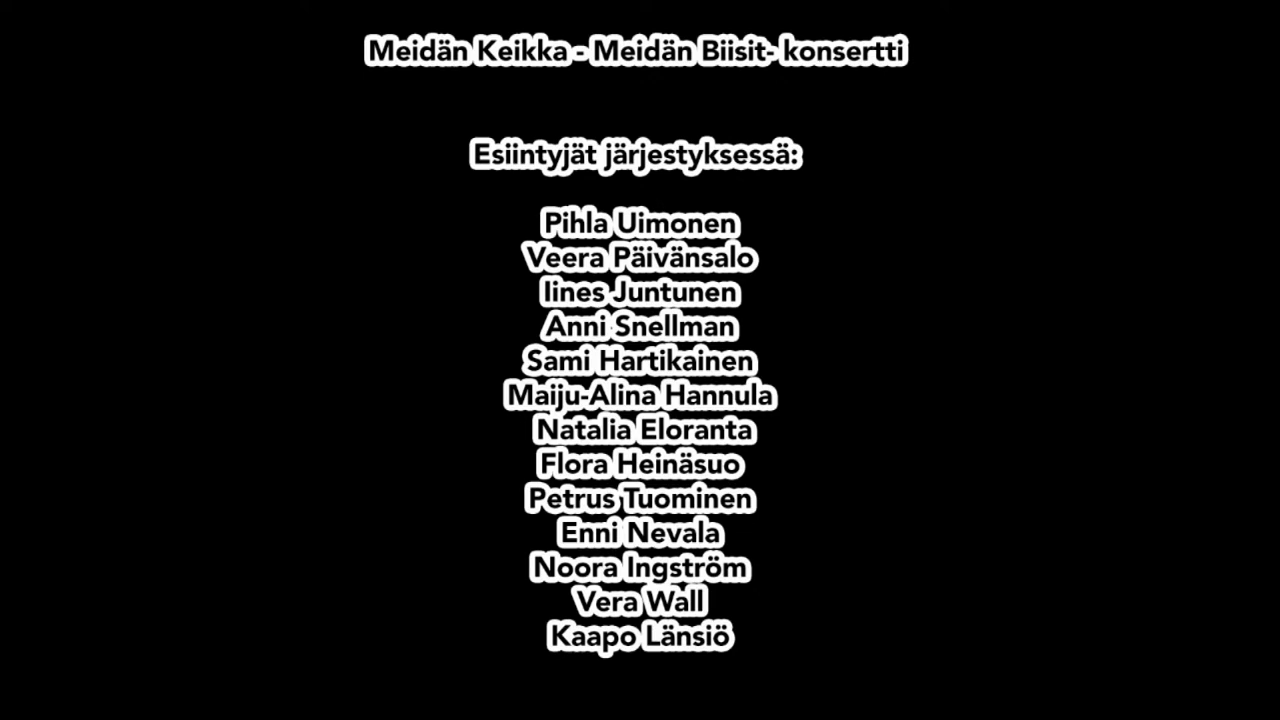 Meidän Keikka - Meidän Biisit- konsertti
Esiintyjät järjestyksessä:
Pihla Uimonen
Veera Päivänsalo
Iines Juntunen
Anni Snellman
Sami Hartikainen
Maiju-Alina Hannula
Natalia Eloranta
Flora Heinäsuo
Petrus Tuominen
Enni Nevala
Noora Ingström
Vera Wall
Kaapo Länsiö